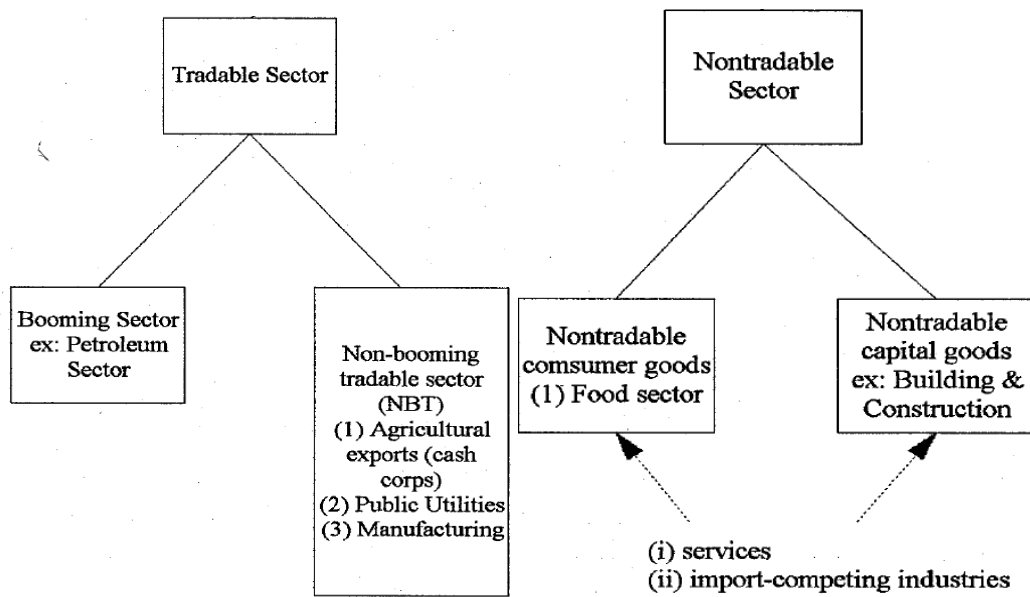 Tradable Sector
Nontradable
Sector
Booming Sector
ex: Petroleum
Sector
Non-booming
tradable sector
(NBT)
(1) Agricultural
exports (cash
corps)
(2) Public Utilities
(3) Manufacturing
Nontradable
comsumer goods
(1) Food sector
Nontradable
capital goods
ex: Building &
Construction
(i) services
(ii) import-competing industries